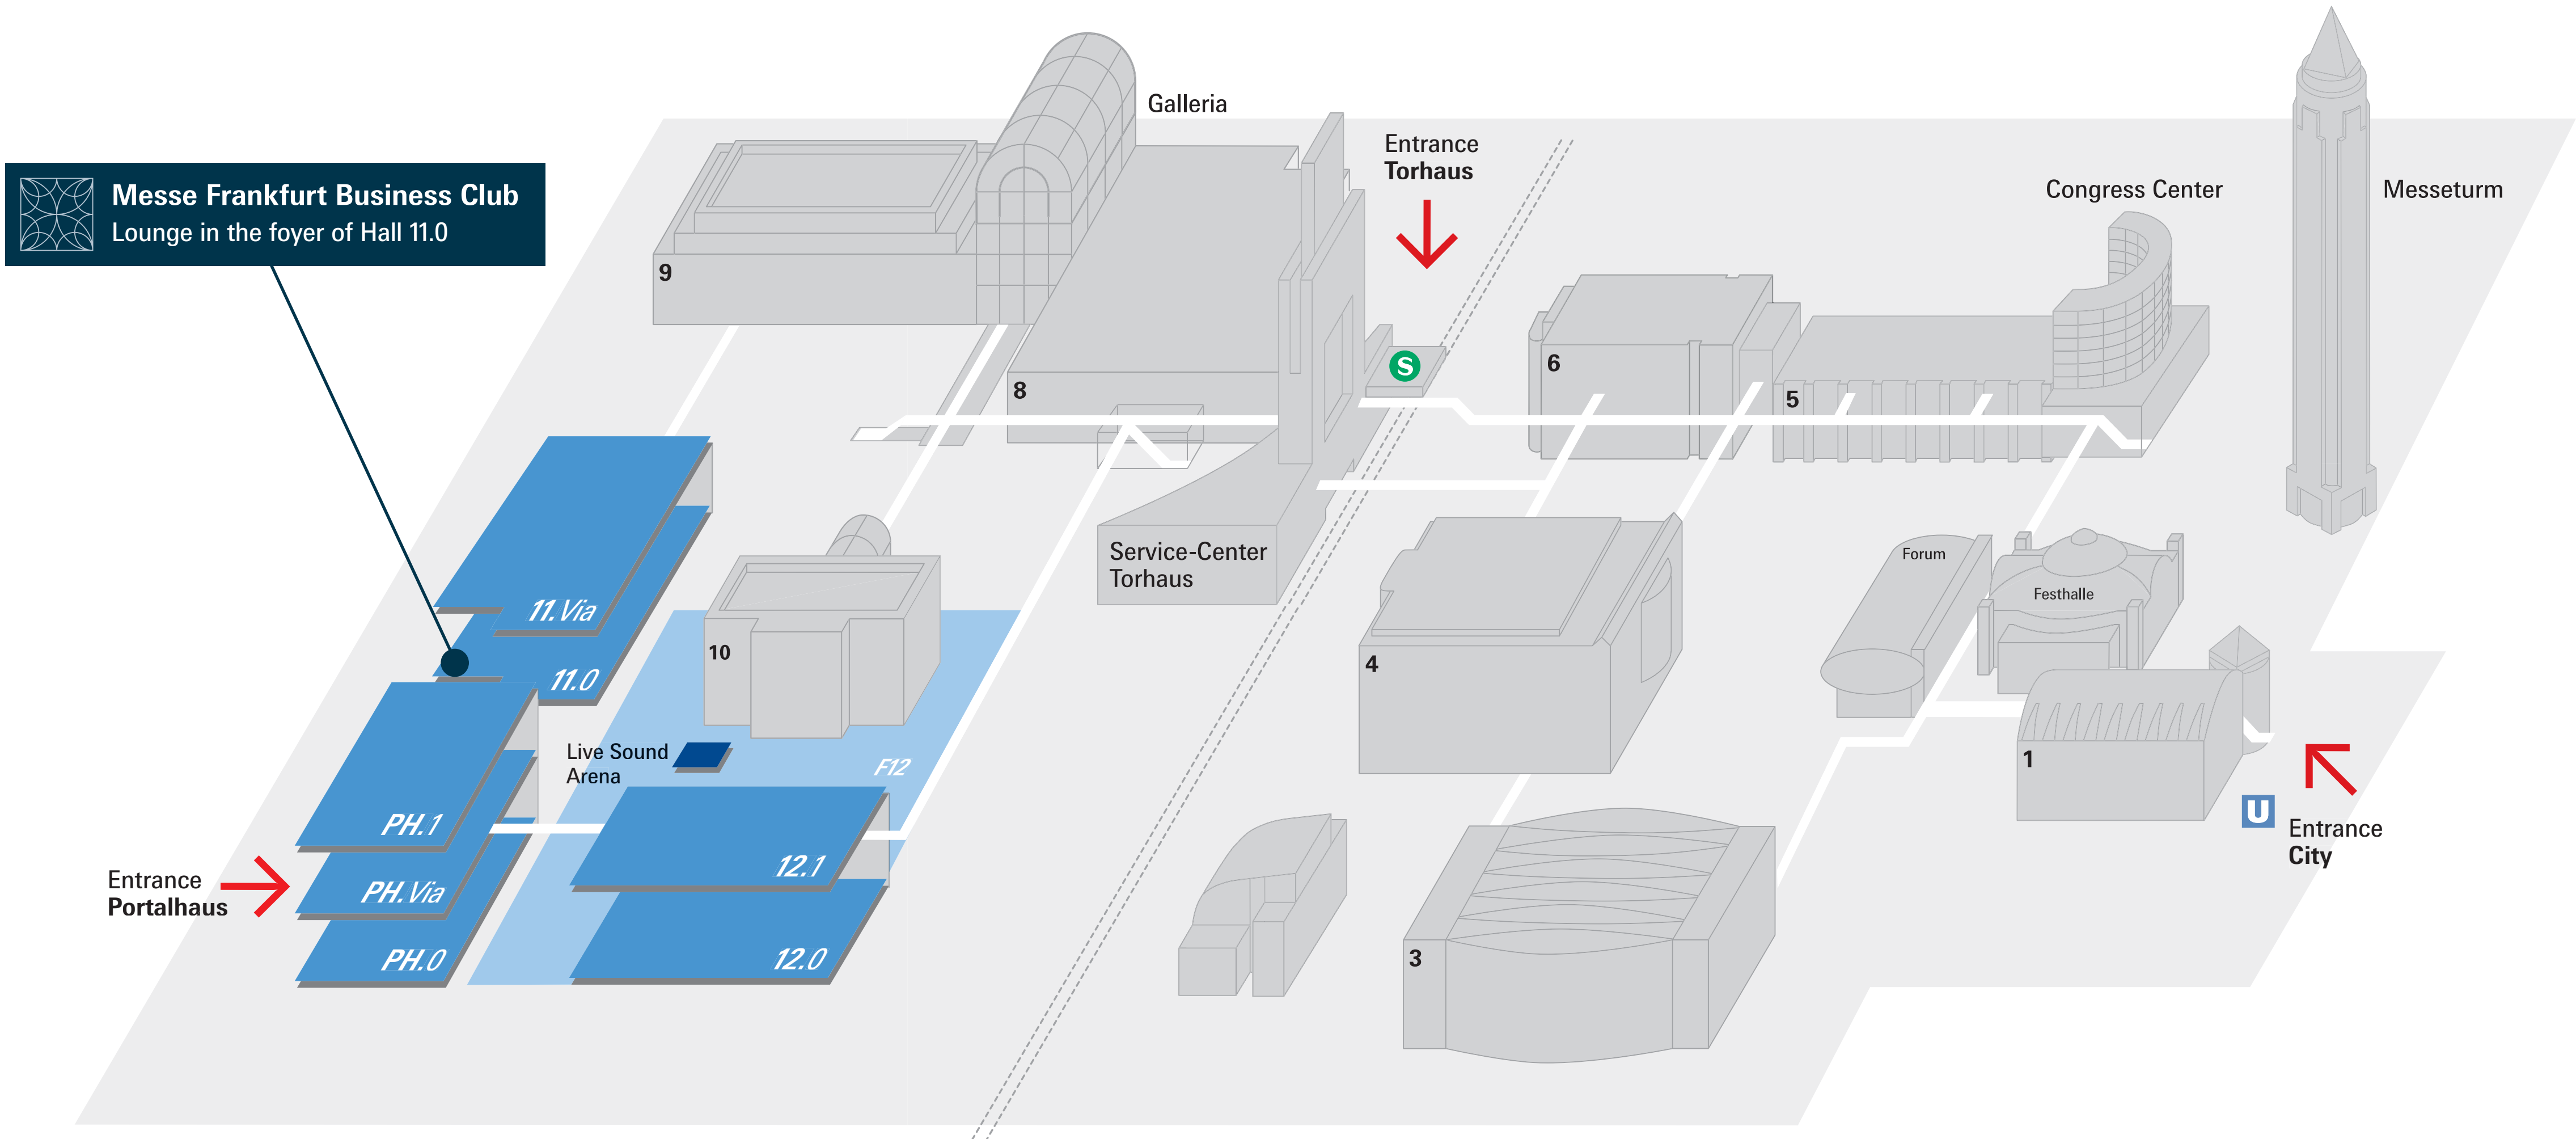 Galleria
Entrance
Torhaus
Messe Frankfurt Business Club
Lounge in the foyer of Hall 11.0
Congress Center
Messeturm
9
8
S
6
5
Service-Center
Torhaus
Forum
Festhalle
11.Via
11.0
10
4
Live Sound
Arena
F12
1
U
Entrance
City
PH.1
12.1
Entrance
Portalhaus
PH.Via
PH.0
12.0
3